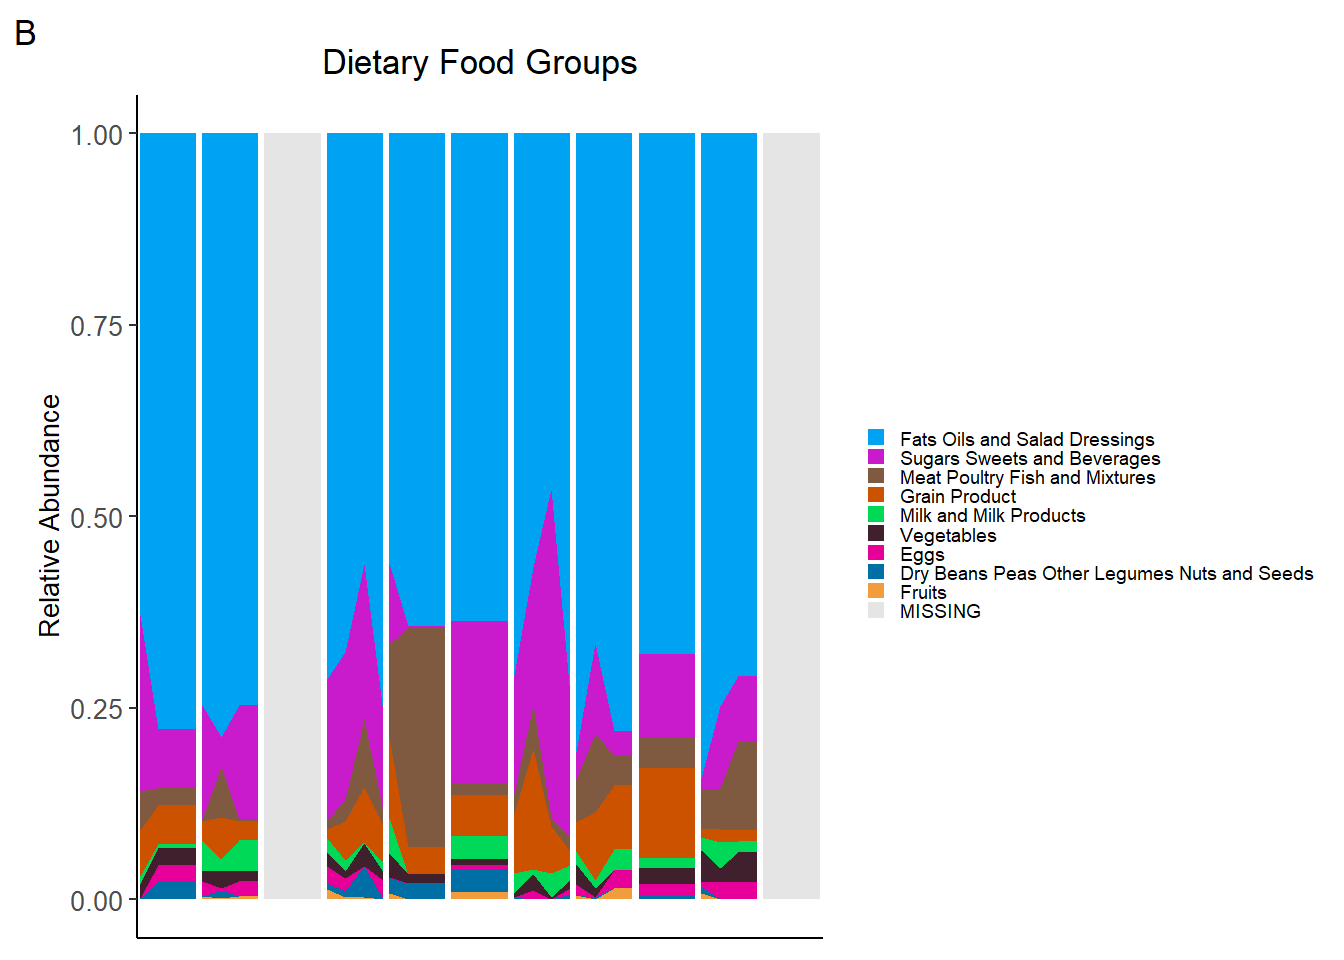 B
Dietary Food Groups
1.00
0.75
0.50
0.25
0.00
Relative Abundance
Fats Oils and Salad Dressings
Sugars Sweets and Beverages
Meat Poultry Fish and Mixtures
Grain Product
Milk and Milk Products
Vegetables
Eggs
Dry Beans Peas Other Legumes Nuts and Seeds
Fruits
MISSING